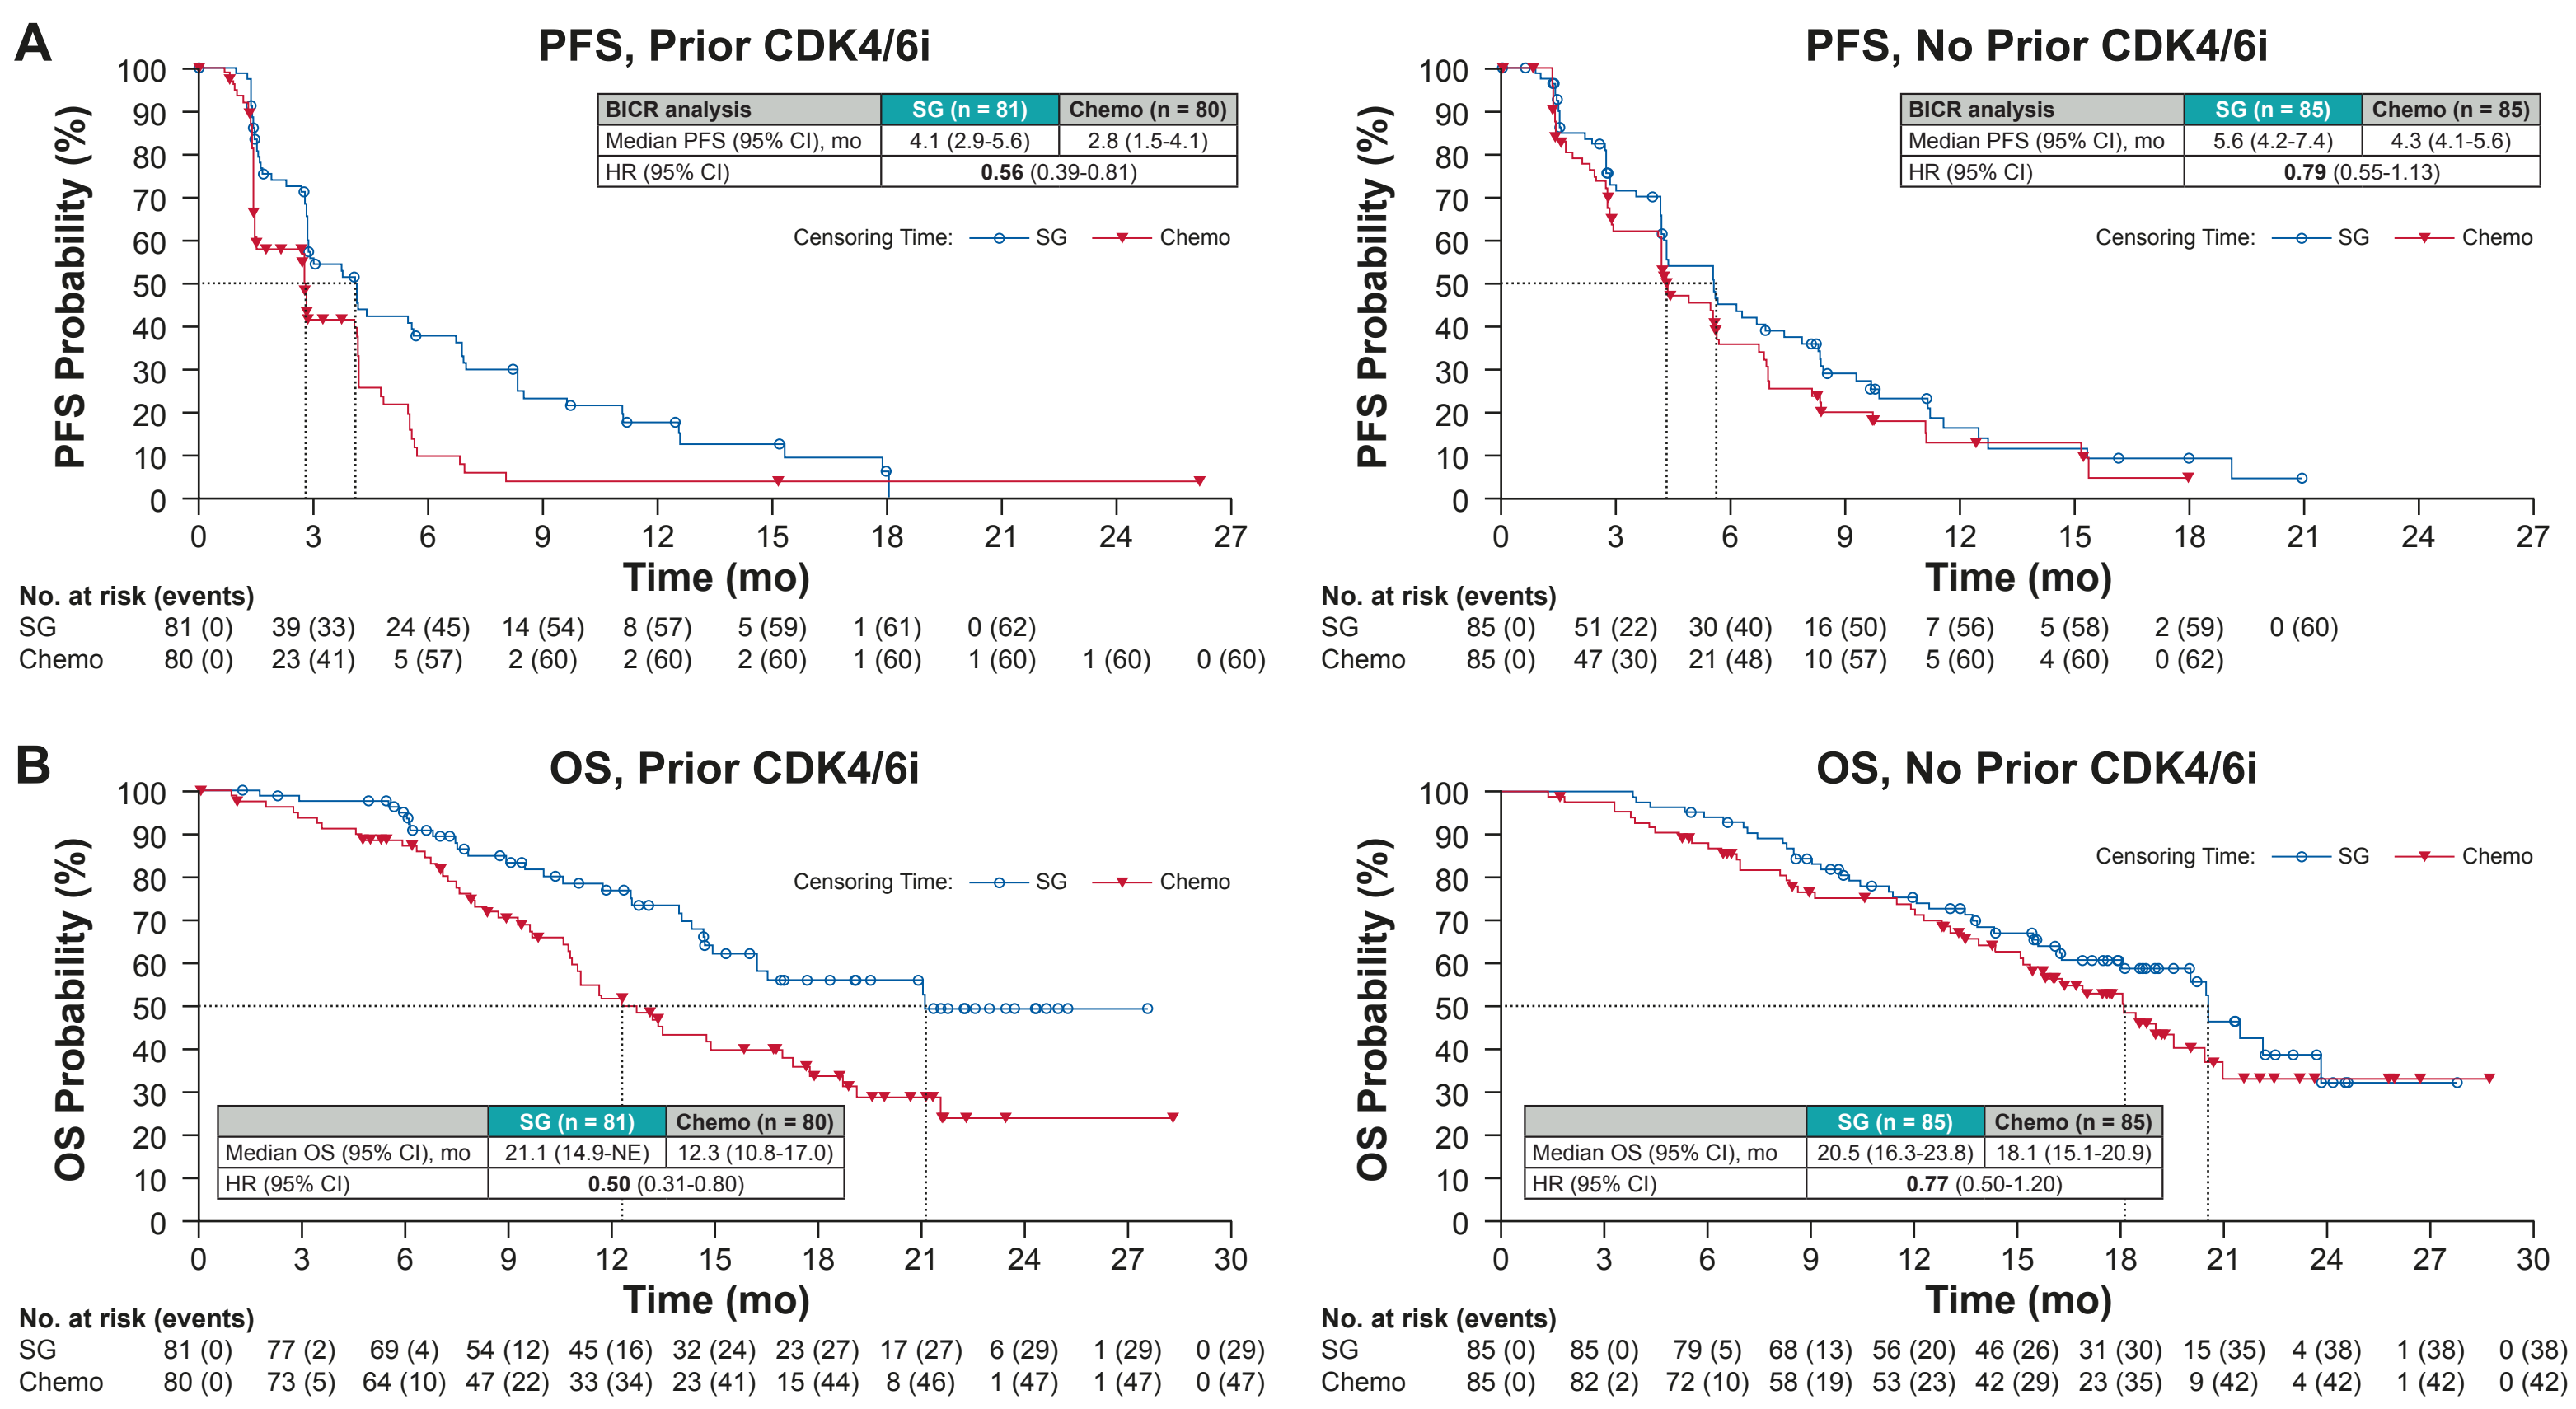 A
PFS, Prior CDK4/6i
PFS Probability (%)
100
90
80
70
60
50
40
30
20
10
0
BICR analysis SG (n = 81) Chemo (n = 80)
Median PFS (95% CI), mo 4.1 (2.9-5.6) 2.8 (1.5-4.1)
HR (95% CI) 0.56 (0.39-0.81)
Censoring Time: SG Chemo
0 3 6 9 12 15 18 21 24 27
Time (mo)
No. at risk (events)
SG 81 (0) 39 (33) 24 (45) 14 (54) 8 (57) 5 (59) 1 (61) 0 (62)
Chemo 80 (0) 23 (41) 5 (57) 2 (60) 2 (60) 2 (60) 1 (60) 1 (60) 1 (60) 0 (60)
PFS, No Prior CDK4/6i
PFS Probability (%)
100
90
80
70
60
50
40
30
20
10
0
BICR analysis SG (n = 85) Chemo (n = 85)
Median PFS (95% CI), mo 5.6 (4.2-7.4) 4.3 (4.1-5.6)
HR (95% CI) 0.79 (0.55-1.13)
Censoring Time: SG Chemo
0 3 6 9 12 15 18 21 24 27
Time (mo)
No. at risk (events)
SG 85 (0) 51 (22) 30 (40) 16 (50) 7 (56) 5 (58) 2 (59) 0 (60)
Chemo 85 (0) 47 (30) 21 (48) 10 (57) 5 (60) 4 (60) 0 (62)
B
OS, Prior CDK4/6i
OS Probability (%)
100
90
80
70
60
50
40
30
20
10
0
Censoring Time: SG Chemo
SG (n = 81) Chemo (n = 80)
Median OS (95% CI), mo 21.1 (14.9-NE) 12.3 (10.8-17.0)
HR (95% CI) 0.50 (0.31-0.80)
0 3 6 9 12 15 18 21 24 27 30
Time (mo)
No. at risk (events)
SG 81 (0) 77 (2) 69 (4) 54 (12) 45 (16) 32 (24) 23 (27) 17 (27) 6 (29) 1 (29) 0 (29)
Chemo 80 (0) 73 (5) 64 (10) 47 (22) 33 (34) 23 (41) 15 (44) 8 (46) 1 (47) 1 (47) 0 (47)
OS, No Prior CDK4/6i
OS Probability (%)
100
90
80
70
60
50
40
30
20
10
0
Censoring Time: SG Chemo
SG (n = 85) Chemo (n = 85)
Median OS (95% CI), mo 20.5 (16.3-23.8) 18.1 (15.1-20.9)
HR (95% CI) 0.77 (0.50-1.20)
0 3 6 9 12 15 18 21 24 27 30
Time (mo)
No. at risk (events)
SG 85 (0) 85 (0) 79 (5) 68 (13) 56 (20) 46 (26) 31 (30) 15 (35) 4 (38) 1 (38) 0 (38)
Chemo 85 (0) 82 (2) 72 (10) 58 (19) 53 (23) 42 (29) 23 (35) 9 (42) 4 (42) 1 (42) 0 (42)